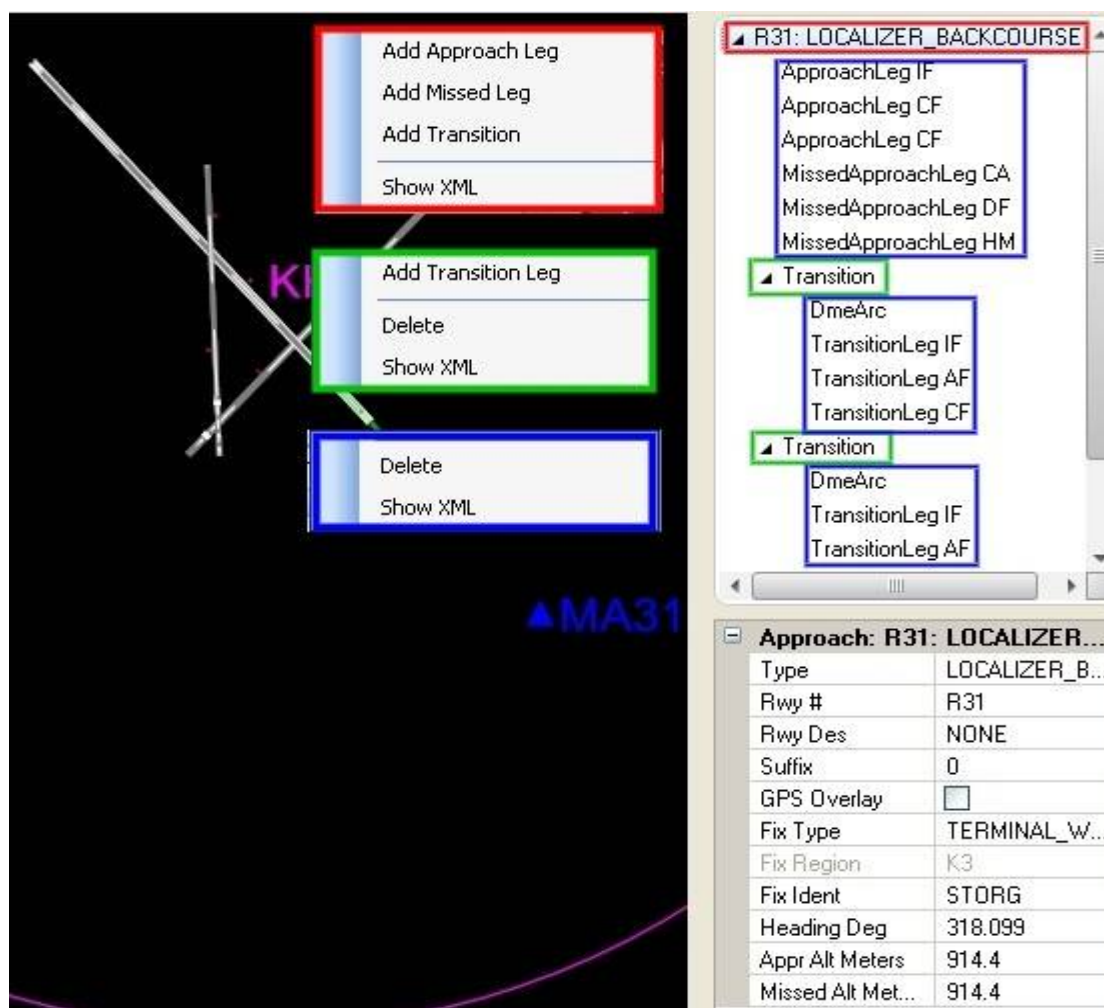 Add Approach Leg
Add Missed Leg
Add Transition
Show XML
Add Transition Leg
Delete
Show XML
Delete
Show XML
MA31
R31: LOCALIZER_BACKCOURSE
ApproachLeg IF
ApproachLeg CF
ApproachLeg CF
MissedApproachLeg CA
MissedApproachLeg DF
MissedApproachLeg HM
Transition
DmeArc
TransitionLeg IF
TransitionLeg AF
TransitionLeg CF
Transition
DmeArc
TransitionLeg IF
TransitionLeg AF
Approach: R31: LOCALIZER...
Type LOCALIZER_B...
Rwy # R31
Rwy Des NONE
Suffix 0
GPS Overlay
Fix Type TERMINAL_W...
Fix Region K3
Fix Ident STORG
Heading Deg 318.099
Appr Alt Meters 914.4
Missed Alt Met... 914.4